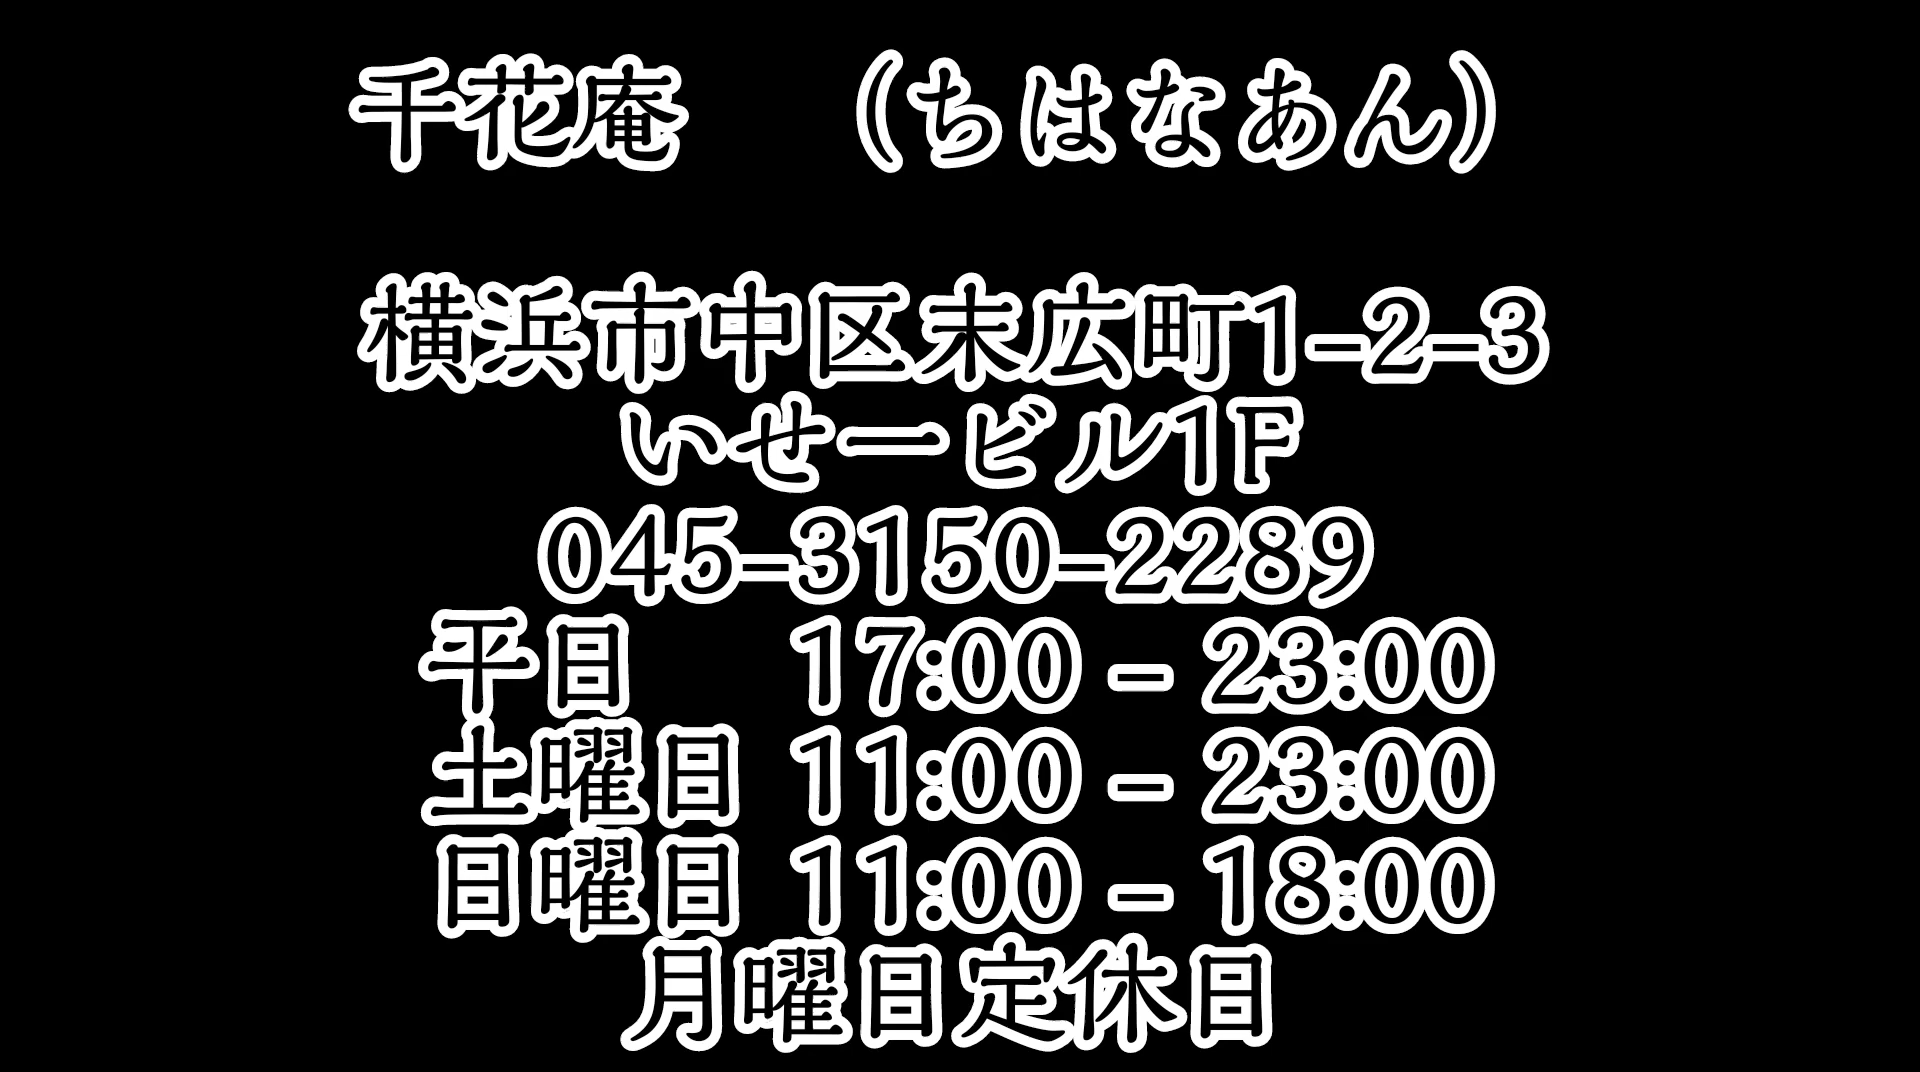 千花庵　（ちはなあん）
横浜市中区末広町1-2-3
いせービル1F
045-3150-2289
平日　17:00 - 23:00
土曜日 11:00 - 23:00
日曜日 11:00 - 18:00
月曜日定休日